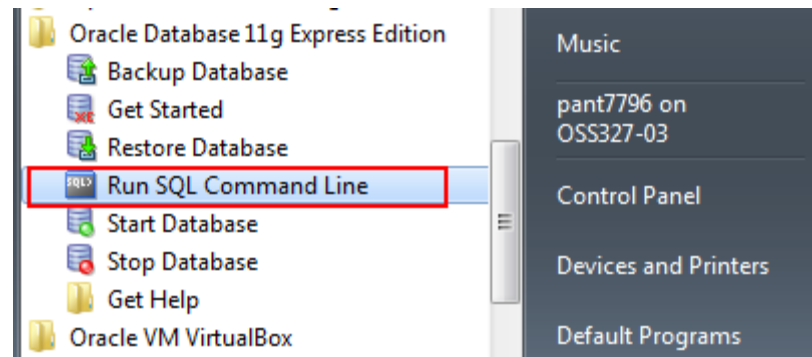 Oracle Database 11g Express Edition
Backup Database
Get Started
Restore Database
SQL> Run SQL Command Line
Start Database
Stop Database
Get Help
Oracle VM VirtualBox
Music
pant7796 on
OSS327-03
Control Panel
Devices and Printers
Default Programs